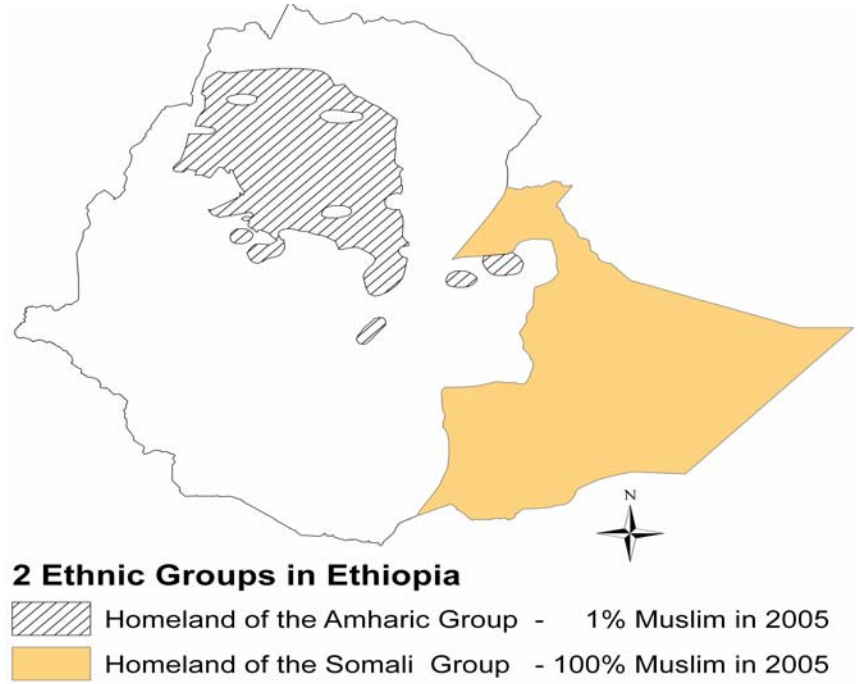 N
2 Ethnic Groups in Ethiopia
Homeland of the Amharic Group - 1% Muslim in 2005
Homeland of the Somali Group - 100% Muslim in 2005